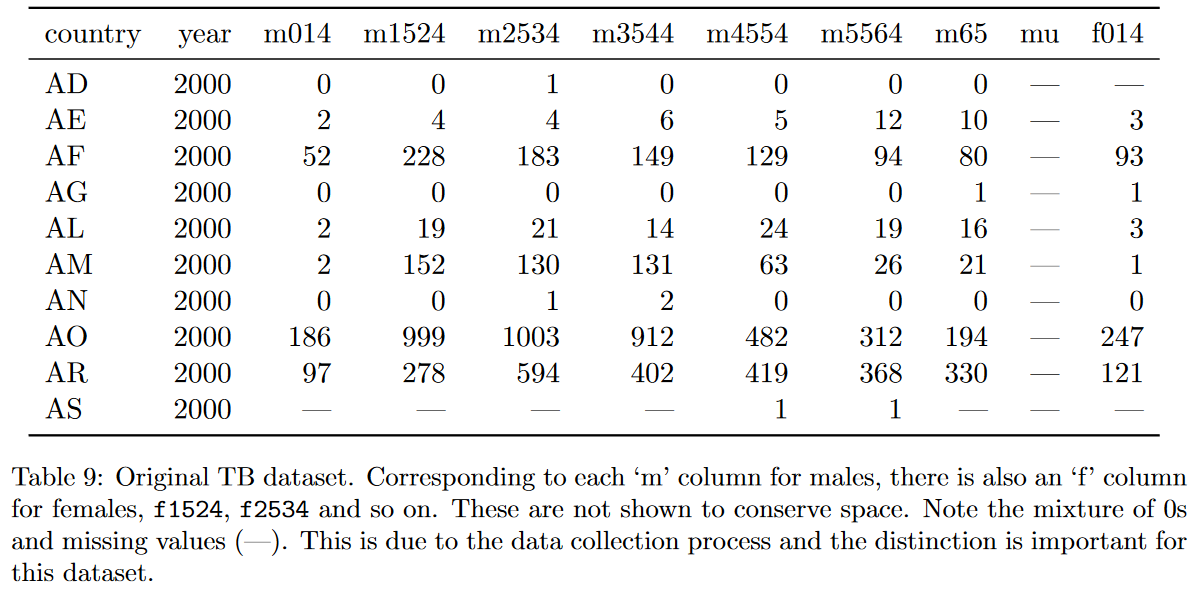 country year m014 m1524 m2534 m3544 m4554 m5564 m65 mu f014
AD 2000 0 0 1 0 0 0 0 — —
AE 2000 2 4 4 6 5 12 10 — 3
AF 2000 52 228 183 149 129 94 80 — 93
AG 2000 0 0 0 0 0 0 1 — 1
AL 2000 2 19 21 14 24 19 16 — 3
AM 2000 2 152 130 131 63 26 21 — 1
AN 2000 0 0 1 2 0 0 0 — 0
AO 2000 186 999 1003 912 482 312 194 — 247
AR 2000 97 278 594 402 419 368 330 — 121
AS 2000 — — — — 1 1 — — —
Table 9: Original TB dataset. Corresponding to each ‘m’ column for males, there is also an ‘f’ column
for females, f1524, f2534 and so on. These are not shown to conserve space. Note the mixture of 0s
and missing values (—). This is due to the data collection process and the distinction is important for
this dataset.